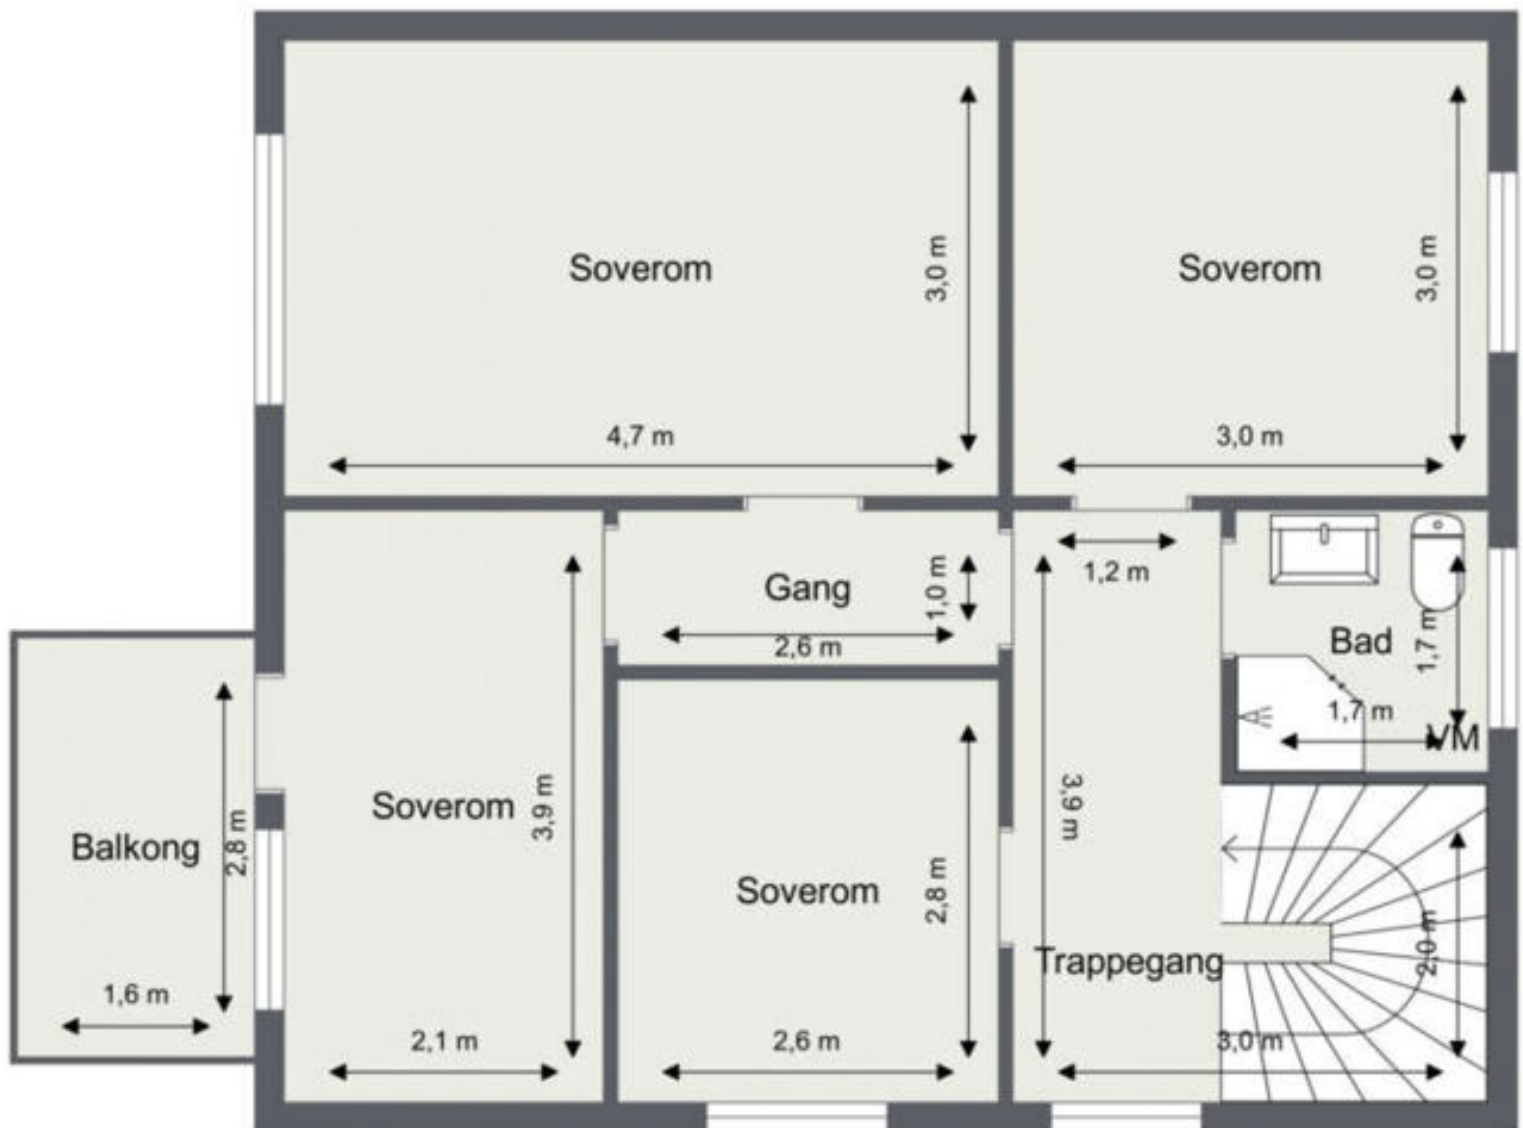 Soverom
3,0 m
4,7 m
Soverom
3,0 m
3,0 m
Gang
1,0 m
2,6 m
1,2 m
Bad
1,7 m
1,7 m
VM
Balkong
2,8 m
1,6 m
Soverom
3,9 m
2,1 m
Soverom
2,8 m
2,6 m
3,9 m
Trappegang
2,0 m
3,0 m